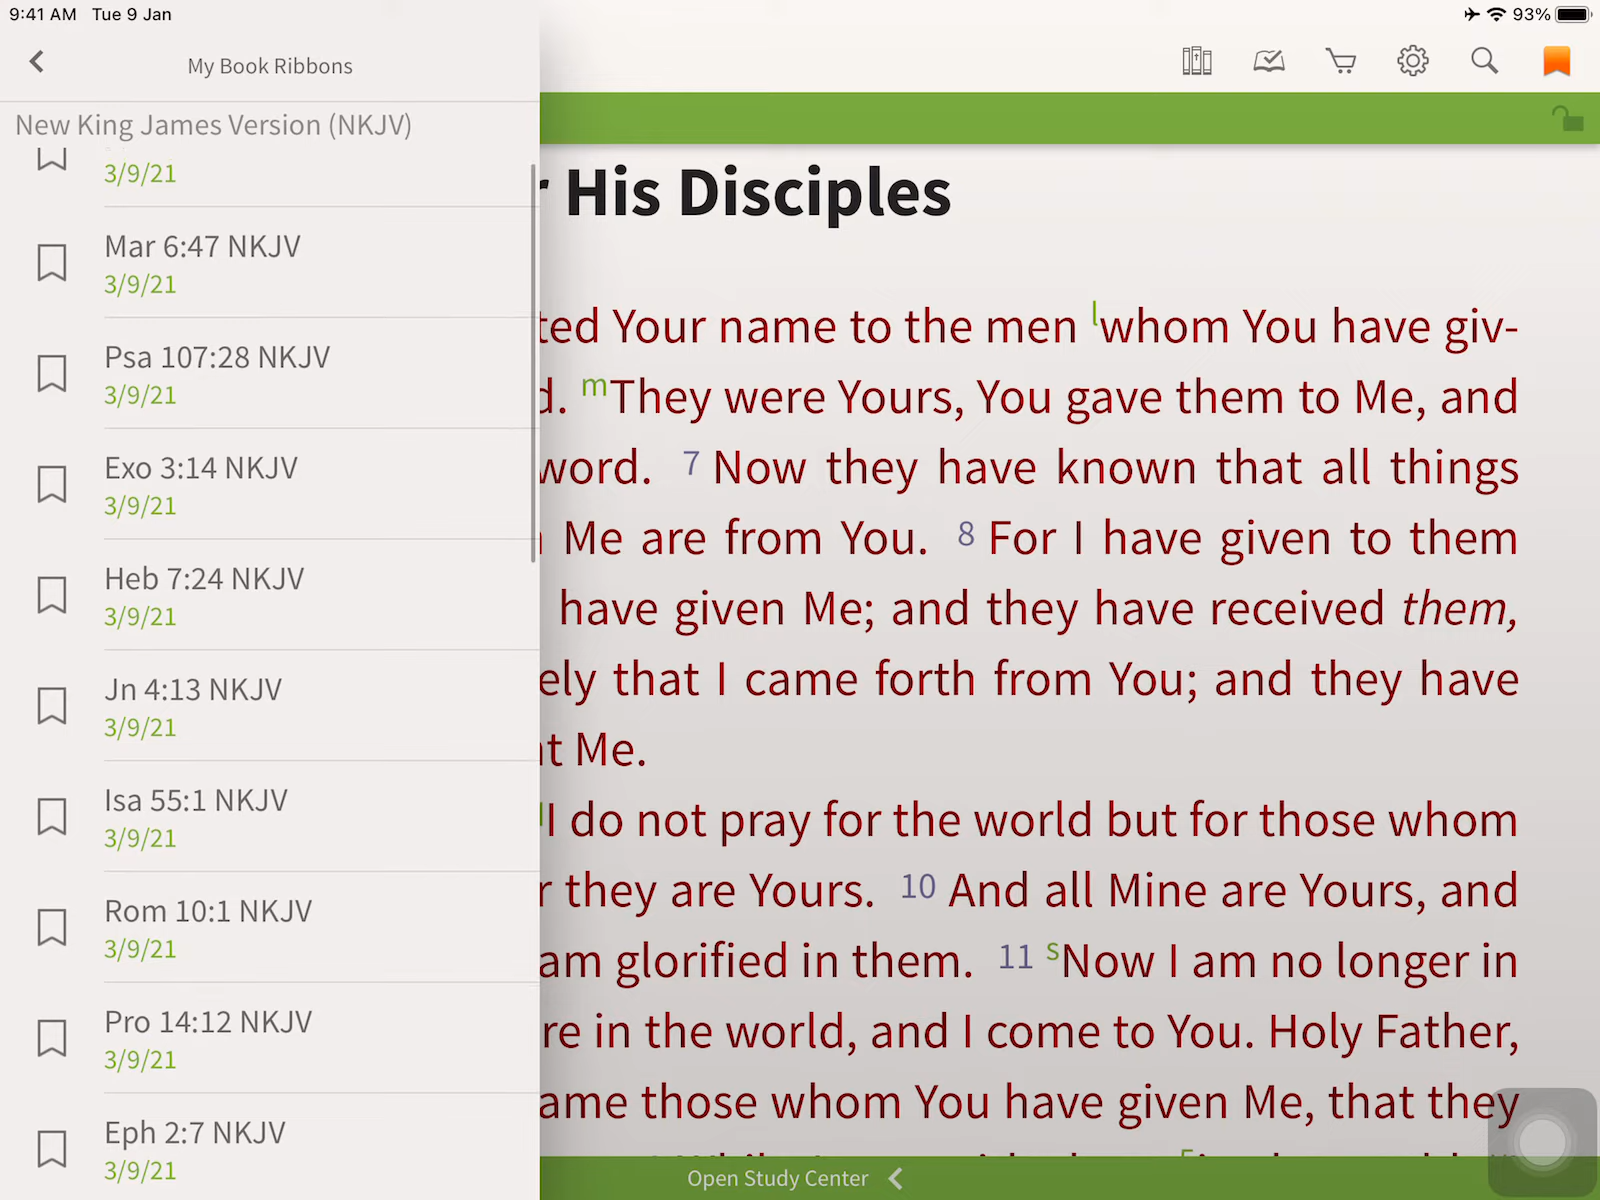 9:41 AM Tue 9 Jan
93%
My Book Ribbons
New King James Version (NKJV)
3/9/21
Mar 6:47 NKJV
3/9/21
Psa 107:28 NKJV
3/9/21
Exo 3:14 NKJV
3/9/21
Heb 7:24 NKJV
3/9/21
Jn 4:13 NKJV
3/9/21
Isa 55:1 NKJV
3/9/21
Rom 10:1 NKJV
3/9/21
Pro 14:12 NKJV
3/9/21
Eph 2:7 NKJV
3/9/21
His Disciples
ted Your name to the men l whom You have giv-
d. m They were Yours, You gave them to Me, and
word. 7 Now they have known that all things
Me are from You. 8 For I have given to them
have given Me; and they have received them,
ely that I came forth from You; and they have
t Me.
I do not pray for the world but for those whom
r they are Yours. 10 And all Mine are Yours, and
am glorified in them. 11 s Now I am no longer in
re in the world, and I come to You. Holy Father,
ame those whom You have given Me, that they
Open Study Center